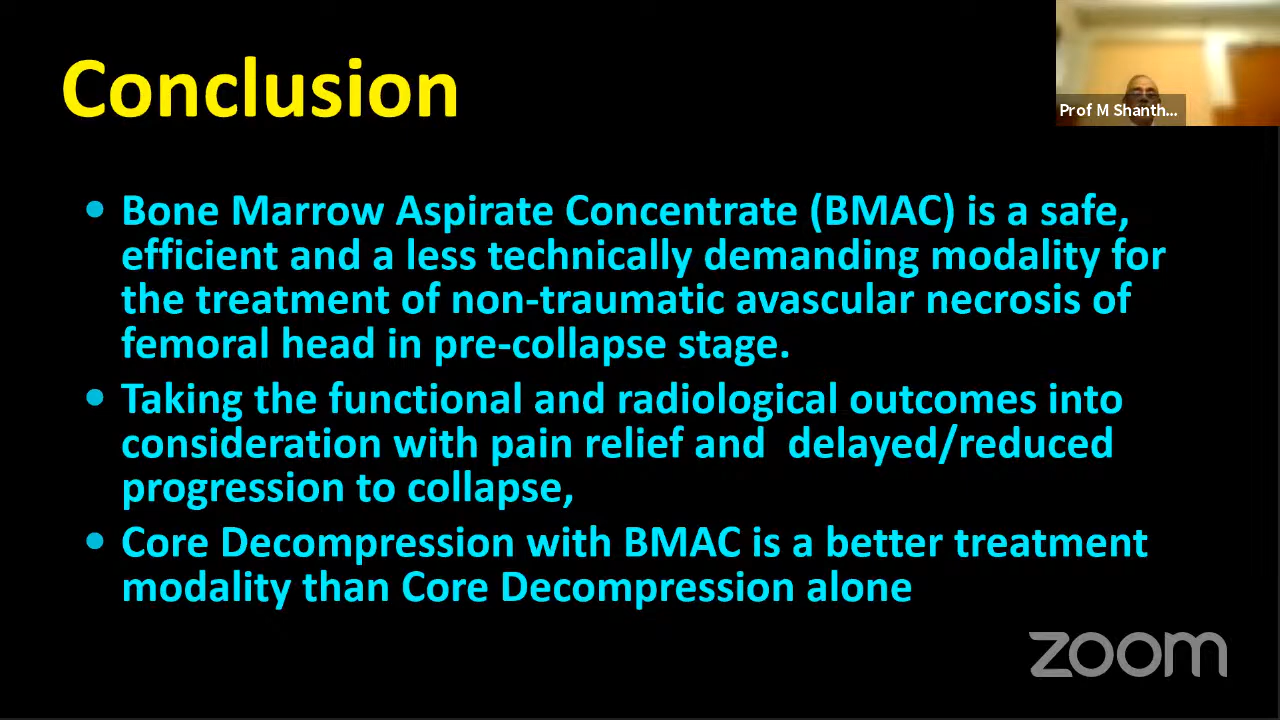 Conclusion
Prof M Shanth...
• Bone Marrow Aspirate Concentrate (BMAC) is a safe,
efficient and a less technically demanding modality for
the treatment of non-traumatic avascular necrosis of
femoral head in pre-collapse stage.
• Taking the functional and radiological outcomes into
consideration with pain relief and  delayed/reduced
progression to collapse,
• Core Decompression with BMAC is a better treatment
modality than Core Decompression alone
zoom